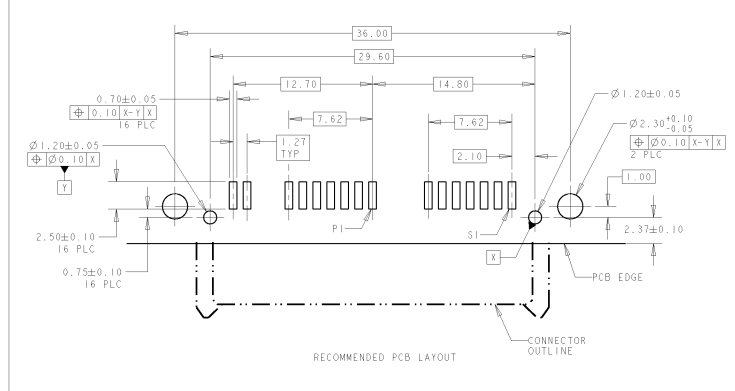 36.00
29.60
12.70
14.80
0.70±0.05
⌖ 0.10 X-Y X
16 PLC
7.62
7.62
Ø1.20±0.05
Ø1.20±0.05
⌖ Ø0.10 X
Y
1.27
TYP
2.10
Ø2.30 +0.10
-0.05
⌖ Ø0.10 X-Y X
2 PLC
1.00
P1
S1
X
2.50±0.10
16 PLC
2.37±0.10
0.75±0.10
16 PLC
PCB EDGE
CONNECTOR
OUTLINE
RECOMMENDED PCB LAYOUT